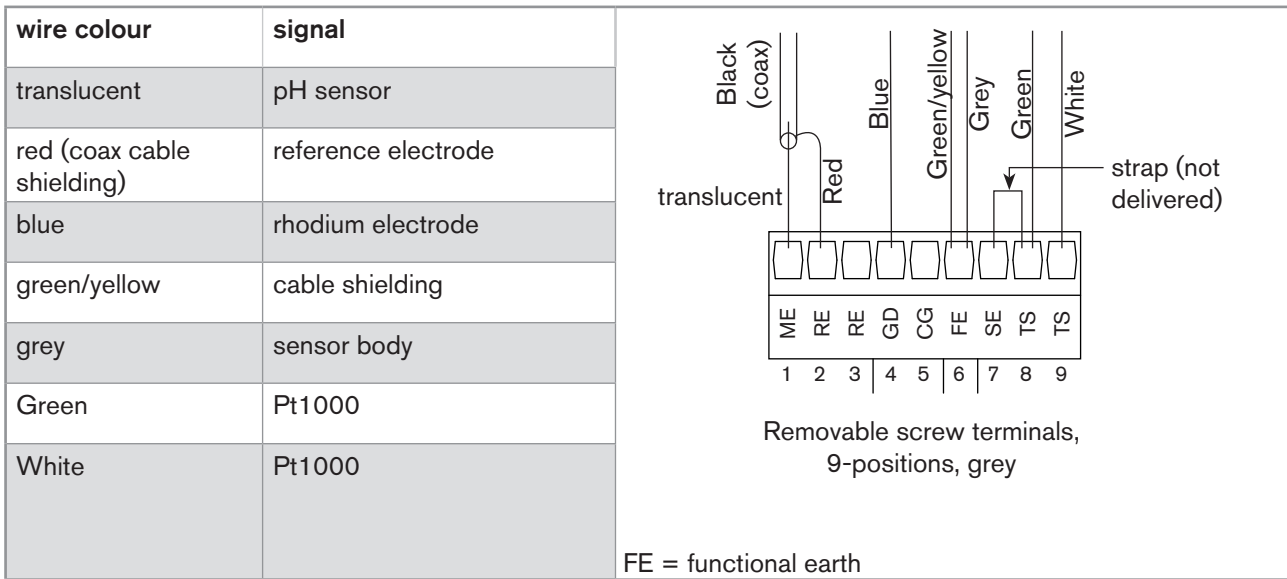 wire colour
signal
translucent
pH sensor
red (coax cable
shielding)
reference electrode
blue
rhodium electrode
green/yellow
cable shielding
grey
sensor body
Green
Pt1000
White
Pt1000
Black
(coax)
translucent
Red
Blue
Green/yellow
Grey
Green
White
strap (not
delivered)
ME RE RE GD CG FE SE TS TS
1 2 3 4 5 6 7 8 9
Removable screw terminals,
9-positions, grey
FE = functional earth